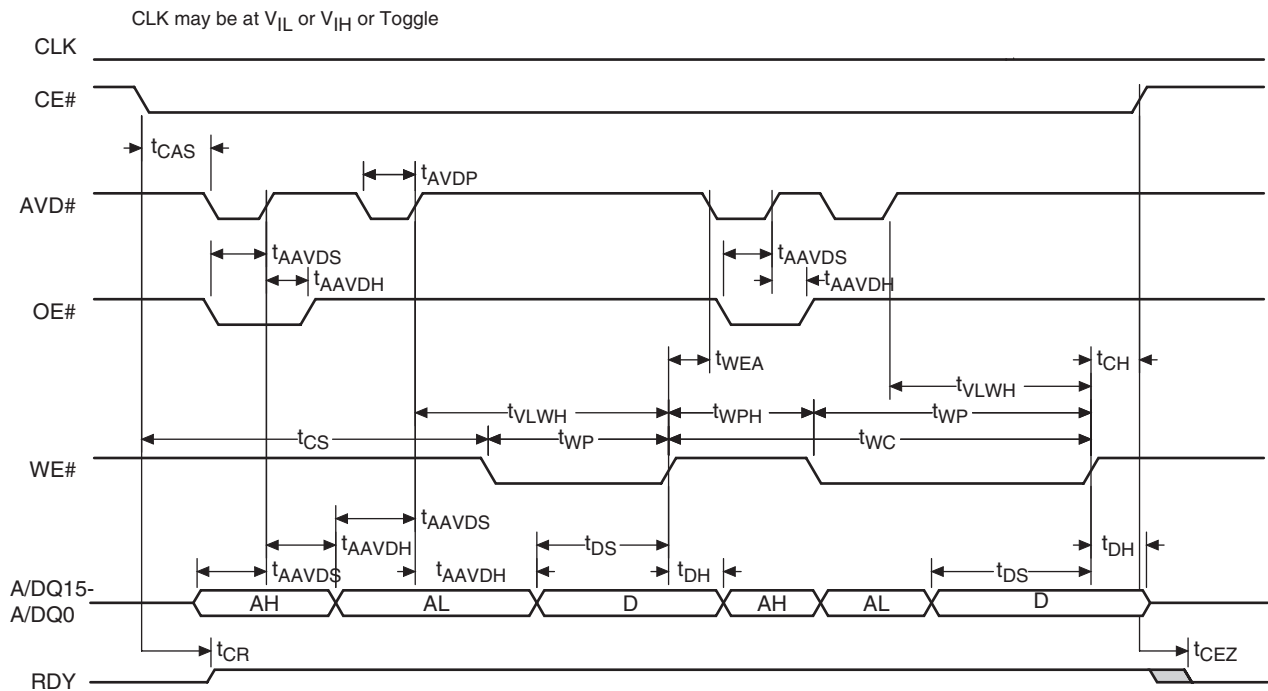 CLK may be at VIL or VIH or Toggle
CLK
CE#
tCAS
tAVDP
AVD#
tAAVDS
tAAVDS
tAAVDH
tAAVDH
OE#
tWEA
tCH
tVLWH
tVLWH
tWPH
tWP
tCS
tWP
tWC
WE#
tAAVDS
tAAVDH
tDS
tDH
tAAVDS
tAAVDH
tDH
tDS
A/DQ15-
A/DQ0
AH
AL
D
AH
AL
D
tCR
tCEZ
RDY